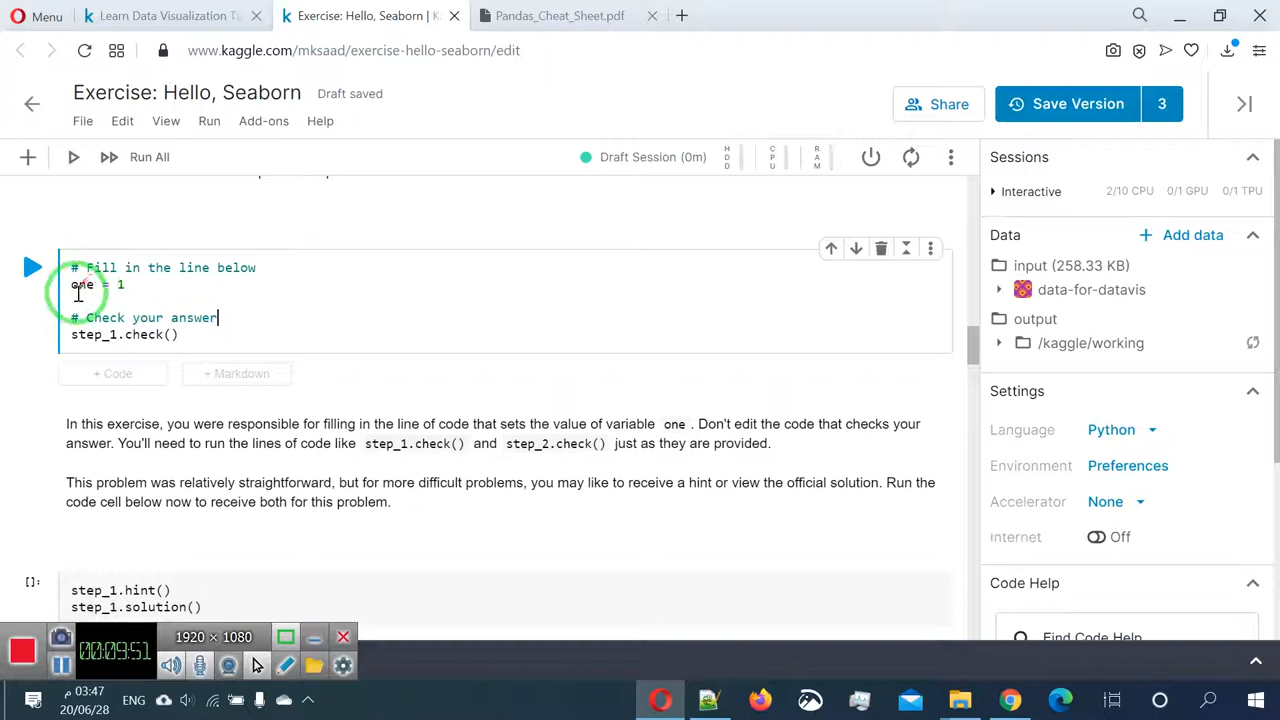 Menu
Learn Data Visualization T
Exercise: Hello, Seaborn | K
Pandas_Cheat_Sheet.pdf
www.kaggle.com/mksaad/exercise-hello-seaborn/edit
Exercise: Hello, Seaborn
Draft saved
File
Edit
View
Run
Add-ons
Help
Share
Save Version
3
Run All
Draft Session (0m)
HDD
CPU
RAM
# Fill in the line below
one = 1
# Check your answer
step_1.check()
+ Code
+ Markdown
In this exercise, you were responsible for filling in the line of code that sets the value of variable one . Don't edit the code that checks your
answer. You'll need to run the lines of code like step_1.check() and step_2.check() just as they are provided.
This problem was relatively straightforward, but for more difficult problems, you may like to receive a hint or view the official solution. Run the
code cell below now to receive both for this problem.
[]:
step_1.hint()
step_1.solution()
Sessions
Interactive
2/10 CPU
0/1 GPU
0/1 TPU
Data
+ Add data
input (258.33 KB)
data-for-datavis
output
/kaggle/working
Settings
Language
Python
Environment
Preferences
Accelerator
None
Internet
Off
Code Help
Find Code Help
00:09:51
1920 × 1080
ENG
03:47 م
20/06/28